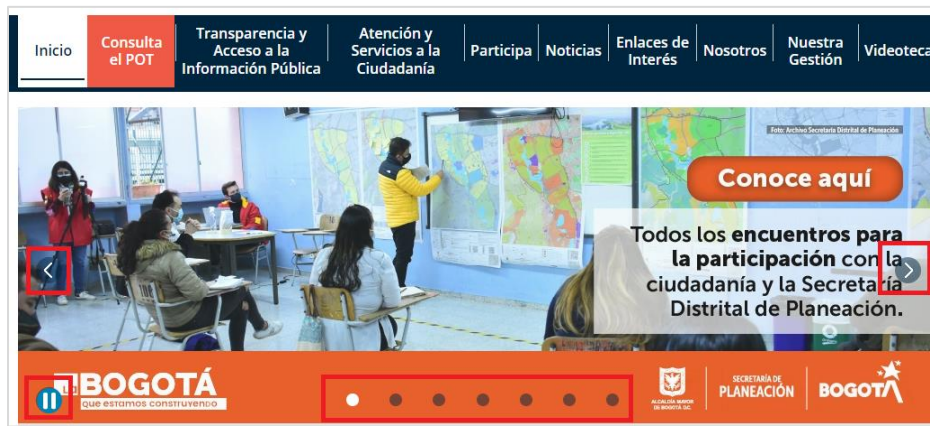 Inicio
Consulta
el POT
Transparencia y
Acceso a la
Información Pública
Atención y
Servicios a la
Ciudadanía
Participa
Noticias
Enlaces de
Interés
Nosotros
Nuestra
Gestión
Videoteca
Foto: Archivo Secretaría Distrital de Planeación
Conoce aquí
Todos los encuentros para
la participación con la
ciudadanía y la Secretaría
Distrital de Planeación.
BOGOTÁ
que estamos construyendo
ALCALDÍA MAYOR
DE BOGOTÁ D.C.
SECRETARÍA DE
PLANEACIÓN
BOGOTÁ